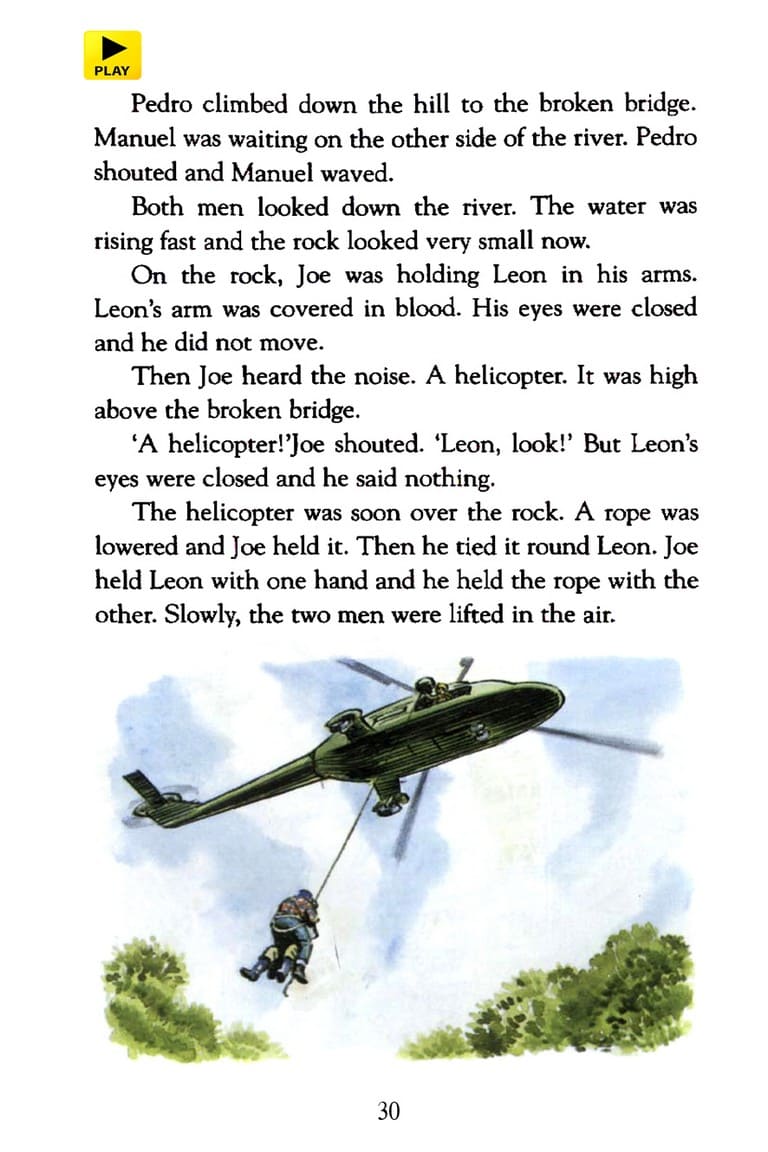 PLAY
Pedro climbed down the hill to the broken bridge.
Manuel was waiting on the other side of the river. Pedro
shouted and Manuel waved.
Both men looked down the river. The water was
rising fast and the rock looked very small now.
On the rock, Joe was holding Leon in his arms.
Leon’s arm was covered in blood. His eyes were closed
and he did not move.
Then Joe heard the noise. A helicopter. It was high
above the broken bridge.
‘A helicopter!’Joe shouted. ‘Leon, look!’ But Leon’s
eyes were closed and he said nothing.
The helicopter was soon over the rock. A rope was
lowered and Joe held it. Then he tied it round Leon. Joe
held Leon with one hand and he held the rope with the
other. Slowly, the two men were lifted in the air.
30